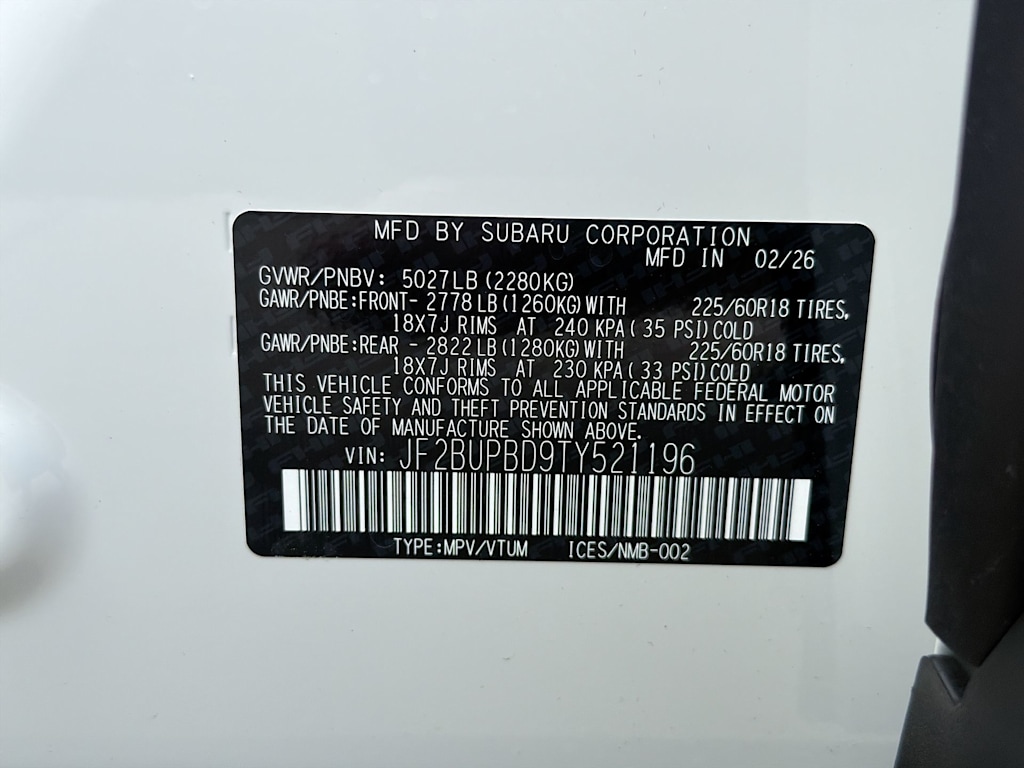 MFD BY SUBARU CORPORATION
MFD IN 02/26
GVWR/PNBV: 5027LB (2280KG)
GAWR/PNBE:FRONT- 2778 LB (1260KG) WITH 225/60R18 TIRES,
18X7J RIMS AT 240 KPA ( 35 PSI) COLD
GAWR/PNBE:REAR - 2822 LB (1280KG) WITH 225/60R18 TIRES,
18X7J RIMS AT 230 KPA ( 33 PSI) COLD
THIS VEHICLE CONFORMS TO ALL APPLICABLE FEDERAL MOTOR
VEHICLE SAFETY AND THEFT PREVENTION STANDARDS IN EFFECT ON
THE DATE OF MANUFACTURE SHOWN ABOVE.
VIN: JF2BUPBD9TY521196
TYPE:MPV/VTUM ICES/NMB-002